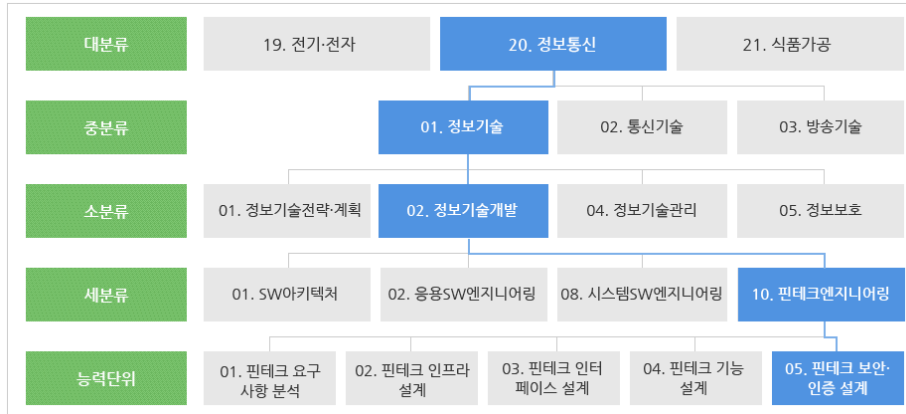 대분류
19. 전기·전자
20. 정보통신
21. 식품가공
중분류
01. 정보기술
02. 통신기술
03. 방송기술
소분류
01. 정보기술전략·계획
02. 정보기술개발
04. 정보기술관리
05. 정보보호
세분류
01. SW아키텍처
02. 응용SW엔지니어링
08. 시스템SW엔지니어링
10. 핀테크엔지니어링
능력단위
01. 핀테크 요구
사항 분석
02. 핀테크 인프라
설계
03. 핀테크 인터
페이스 설계
04. 핀테크 기능
설계
05. 핀테크 보안·
인증 설계